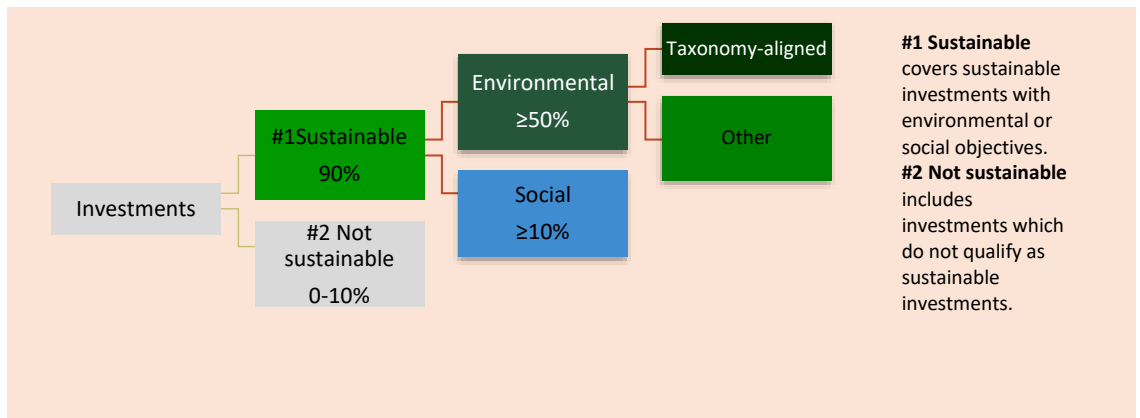 Investments
#1Sustainable
90%
#2 Not
sustainable
0-10%
Environmental
≥50%
Social
≥10%
Taxonomy-aligned
Other
#1 Sustainable
covers sustainable
investments with
environmental or
social objectives.
#2 Not sustainable
includes
investments which
do not qualify as
sustainable
investments.